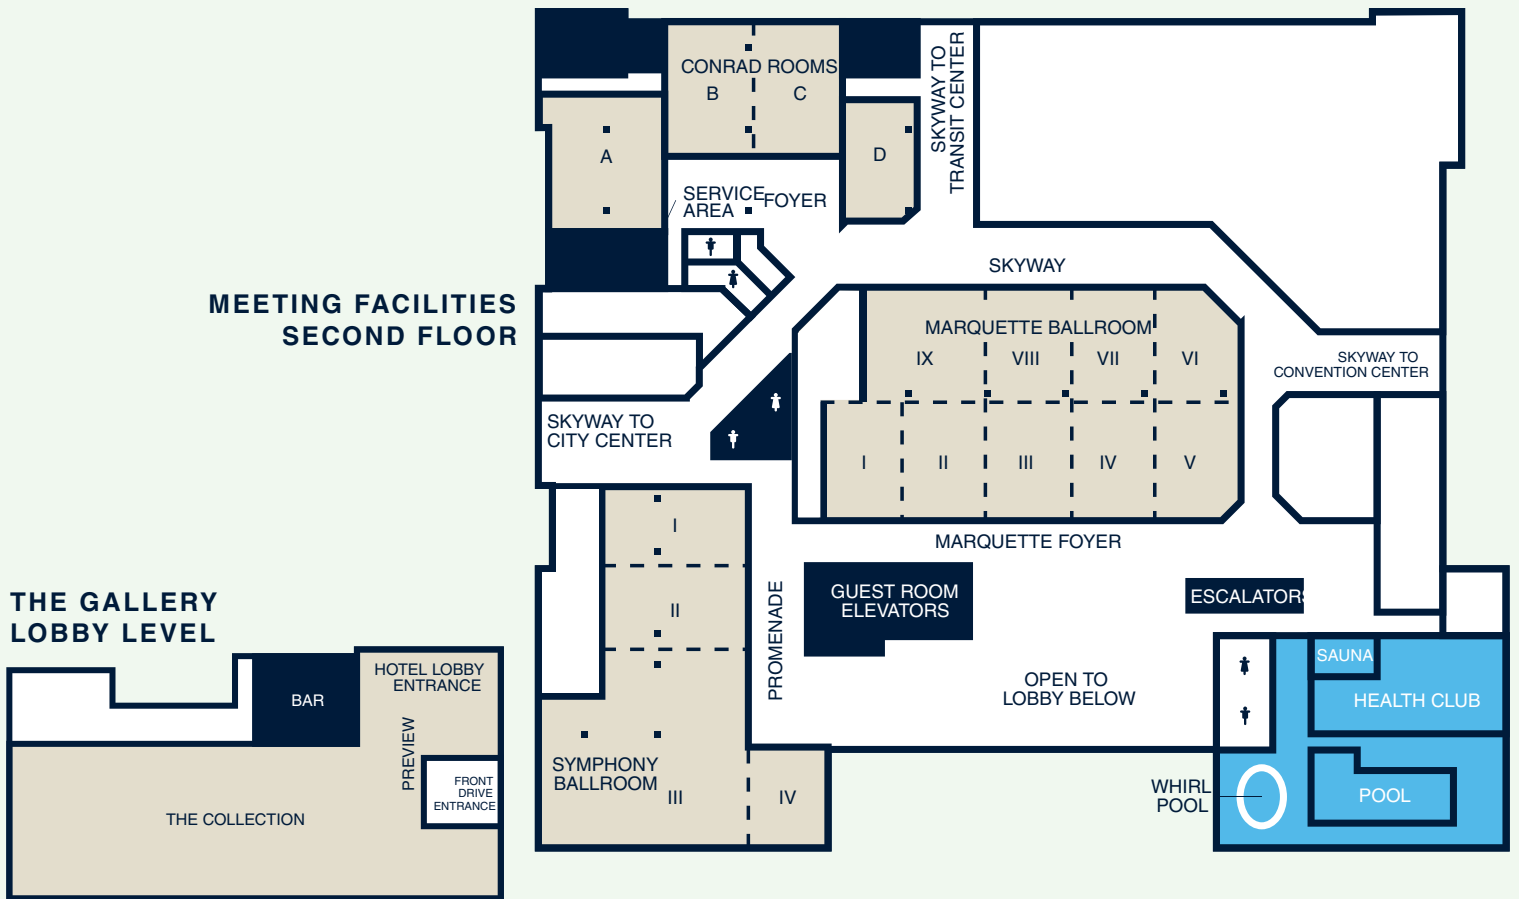 CONRAD ROOMS
B
C
A
D
SKYWAY TO
TRANSIT CENTER
SERVICE
AREA
FOYER
SKYWAY
MEETING FACILITIES
SECOND FLOOR
MARQUETTE BALLROOM
IX
VIII
VII
VI
SKYWAY TO
CONVENTION CENTER
SKYWAY TO
CITY CENTER
I
II
III
IV
V
MARQUETTE FOYER
I
II
PROMENADE
GUEST ROOM
ELEVATORS
ESCALATORS
OPEN TO
LOBBY BELOW
SAUNA
HEALTH CLUB
SYMPHONY
BALLROOM
III
IV
WHIRL
POOL
POOL
THE GALLERY
LOBBY LEVEL
BAR
HOTEL LOBBY
ENTRANCE
PREVIEW
FRONT
DRIVE
ENTRANCE
THE COLLECTION